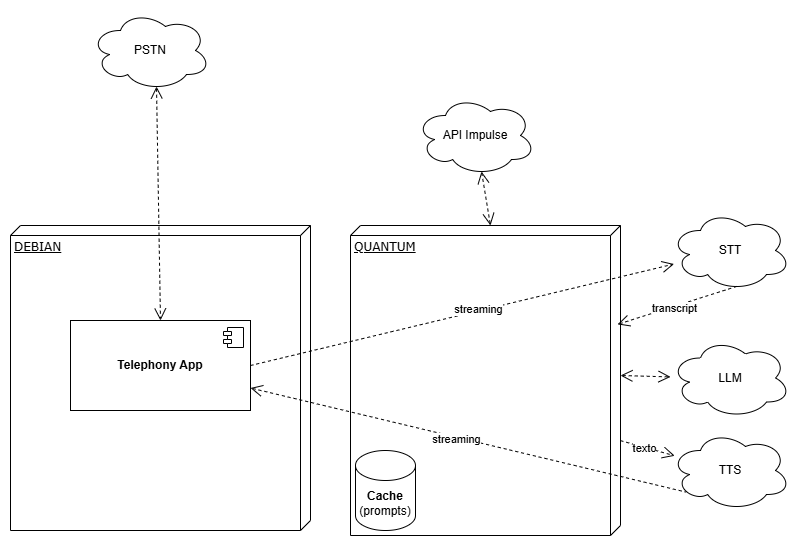 PSTN
API Impulse
DEBIAN
QUANTUM
STT
streaming
transcript
Telephony App
LLM
streaming
texto
TTS
Cache
(prompts)